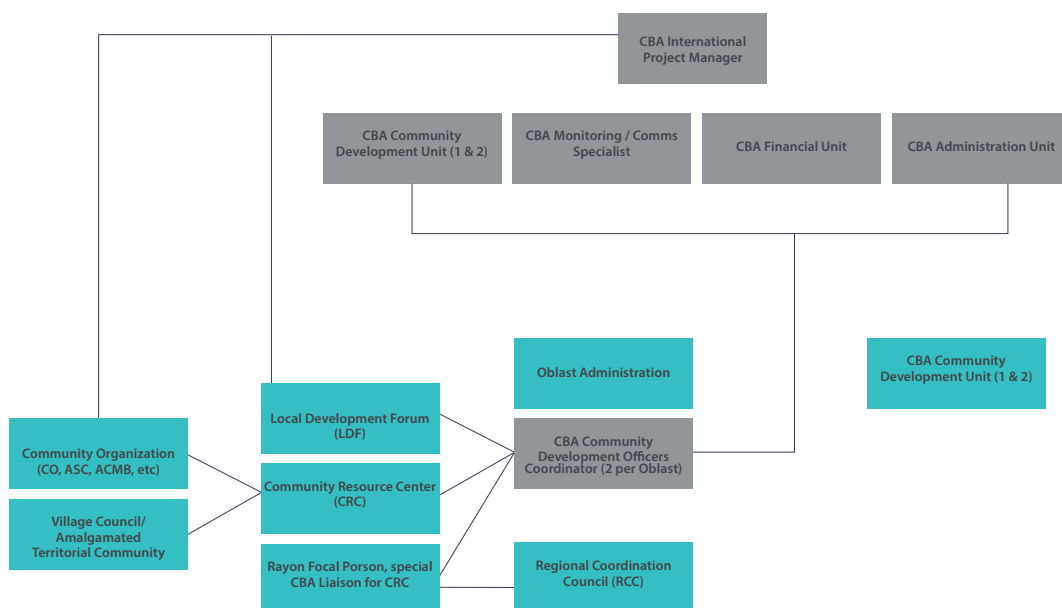 CBA International
Project Manager
CBA Community
Development Unit (1 & 2)
CBA Monitoring / Comms
Specialist
CBA Financial Unit
CBA Administration Unit
Oblast Administration
CBA Community
Development Unit (1 & 2)
Local Development Forum
(LDF)
CBA Community
Development Officers
Coordinator (2 per Oblast)
Community Organization
(CO, ASC, ACMB, etc)
Community Resource Center
(CRC)
Village Council/
Amalgamated
Territorial Community
Rayon Focal Porson, special
CBA Liaison for CRC
Regional Coordination
Council (RCC)